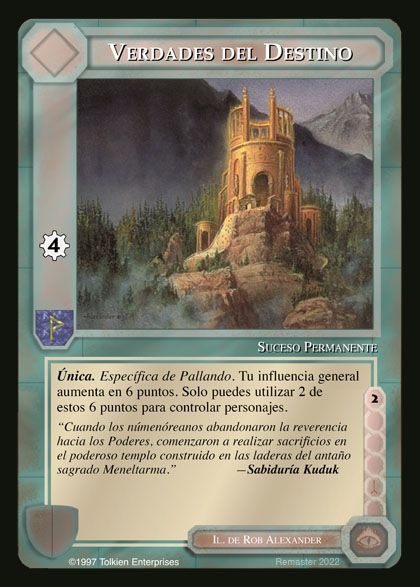 VERDADES DEL DESTINO
4
SUCESO PERMANENTE
Única. Específica de Pallando. Tu influencia general
aumenta en 6 puntos. Solo puedes utilizar 2 de
estos 6 puntos para controlar personajes.
“Cuando los númenóreanos abandonaron la reverencia
hacia los Poderes, comenzaron a realizar sacrificios en
el poderoso templo construido en las laderas del antaño
sagrado Meneltarma.” —Sabiduría Kuduk
2
IL. DE ROB ALEXANDER
©1997 Tolkien Enterprises
Remaster 2022